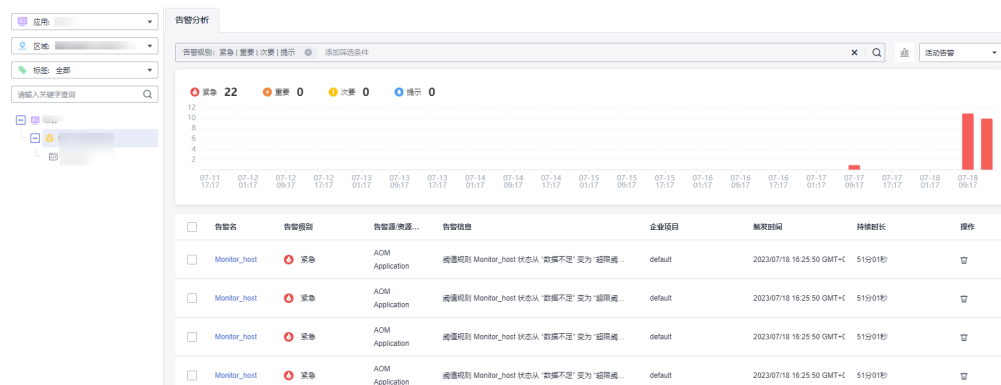 应用:
区域:
标签: 全部
请输入关键字查询
告警分析
告警级别: 紧急 | 重要 | 次要 | 提示 添加筛选条件
活动告警
紧急 22 重要 0 次要 0 提示 0
12
10
8
6
4
2
07-11 17:17
07-12 01:17
07-12 09:17
07-12 17:17
07-13 01:17
07-13 09:17
07-13 17:17
07-14 01:17
07-14 09:17
07-14 17:17
07-15 01:17
07-15 09:17
07-15 17:17
07-16 01:17
07-16 09:17
07-16 17:17
07-17 01:17
07-17 09:17
07-17 17:17
07-18 01:17
07-18 09:17
告警名 告警级别 告警源/资源... 告警信息 企业项目 触发时间 持续时长 操作
Monitor_host 紧急 AOM Application 阈值规则 Monitor_host 状态从 "数据不足" 变为 "超限阈... default 2023/07/18 16:25:50 GMT+ 51分01秒
Monitor_host 紧急 AOM Application 阈值规则 Monitor_host 状态从 "数据不足" 变为 "超限阈... default 2023/07/18 16:25:50 GMT+ 51分01秒
Monitor_host 紧急 AOM Application 阈值规则 Monitor_host 状态从 "数据不足" 变为 "超限阈... default 2023/07/18 16:25:50 GMT+ 51分01秒
Monitor_host 紧急 AOM Application 阈值规则 Monitor_host 状态从 "数据不足" 变为 "超限阈... default 2023/07/18 16:25:50 GMT+ 51分01秒